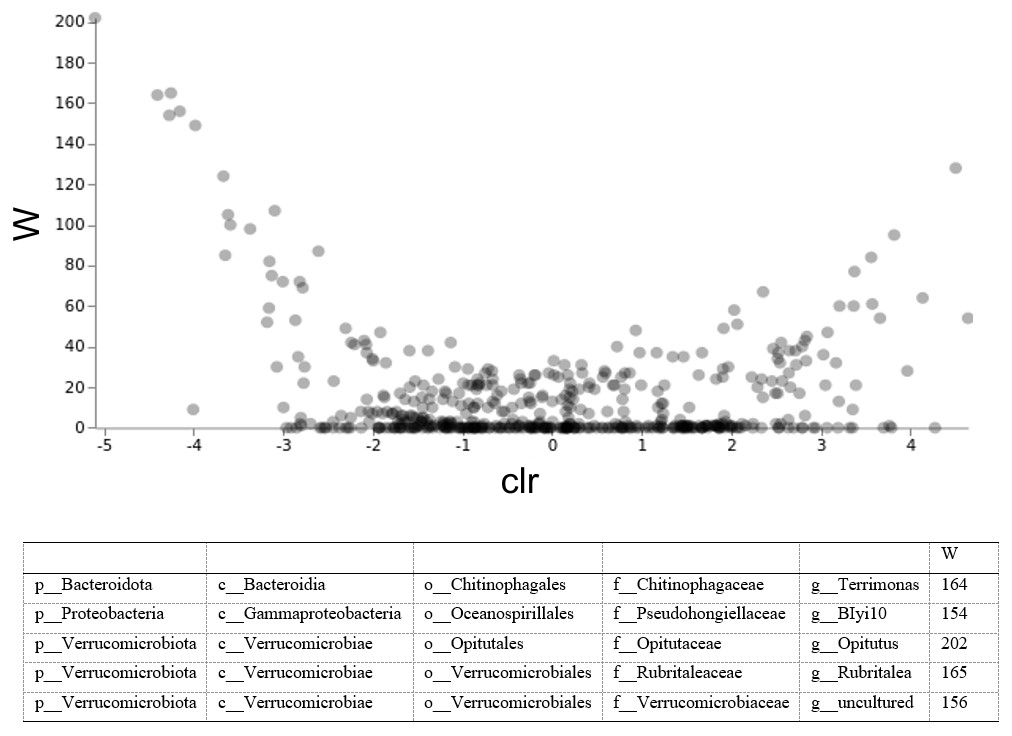 200
180
160
140
120
100
80
60
40
20
0
W
-5 -4 -3 -2 -1 0 1 2 3 4
clr
W
p__Bacteroidota c__Bacteroidia o__Chitinophagales f__Chitinophagaceae g__Terrimonas 164
p__Proteobacteria c__Gammaproteobacteria o__Oceanospirillales f__Pseudohongiellaceae g__BIyi10 154
p__Verrucomicrobiota c__Verrucomicrobiae o__Opitutales f__Opitutaceae g__Opitutus 202
p__Verrucomicrobiota c__Verrucomicrobiae o__Verrucomicrobiales f__Rubritaleaceae g__Rubritalea 165
p__Verrucomicrobiota c__Verrucomicrobiae o__Verrucomicrobiales f__Verrucomicrobiaceae g__uncultured 156